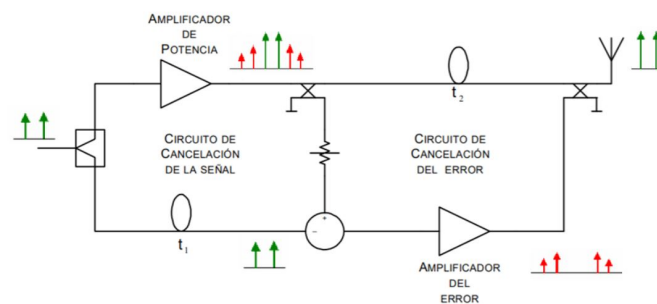 AMPLIFICADOR
DE
POTENCIA
t2
CIRCUITO DE
CANCELACIÓN
DE LA SEÑAL
CIRCUITO DE
CANCELACIÓN
DEL ERROR
+
-
t1
AMPLIFICADOR
DEL
ERROR